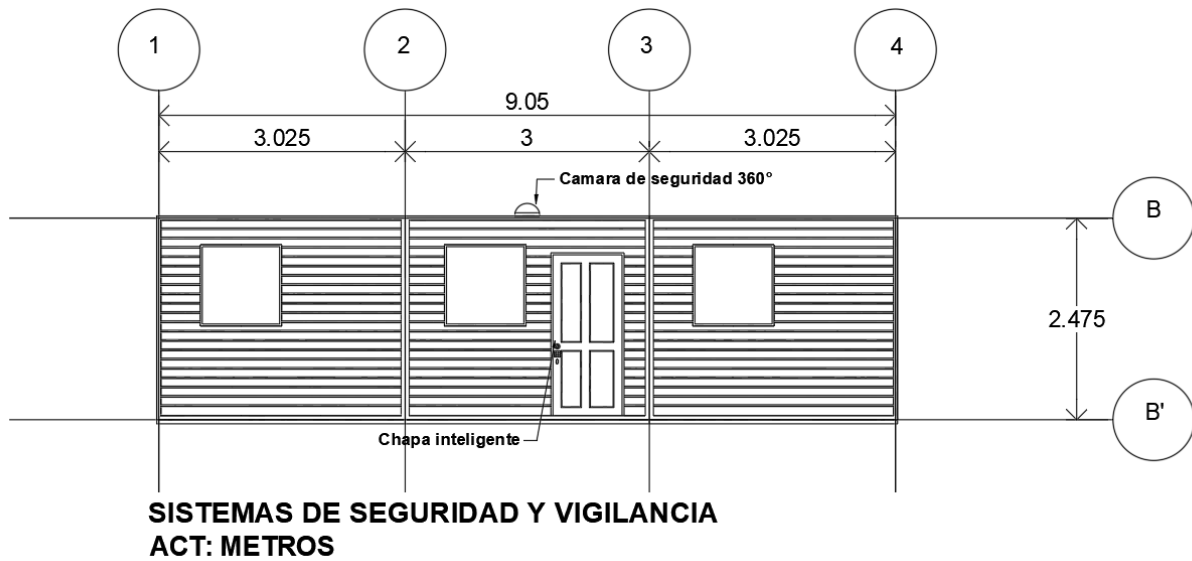 1
2
3
4
9.05
3.025
3
3.025
Camara de seguridad 360°
B
2.475
B'
Chapa inteligente
SISTEMAS DE SEGURIDAD Y VIGILANCIA
ACT: METROS